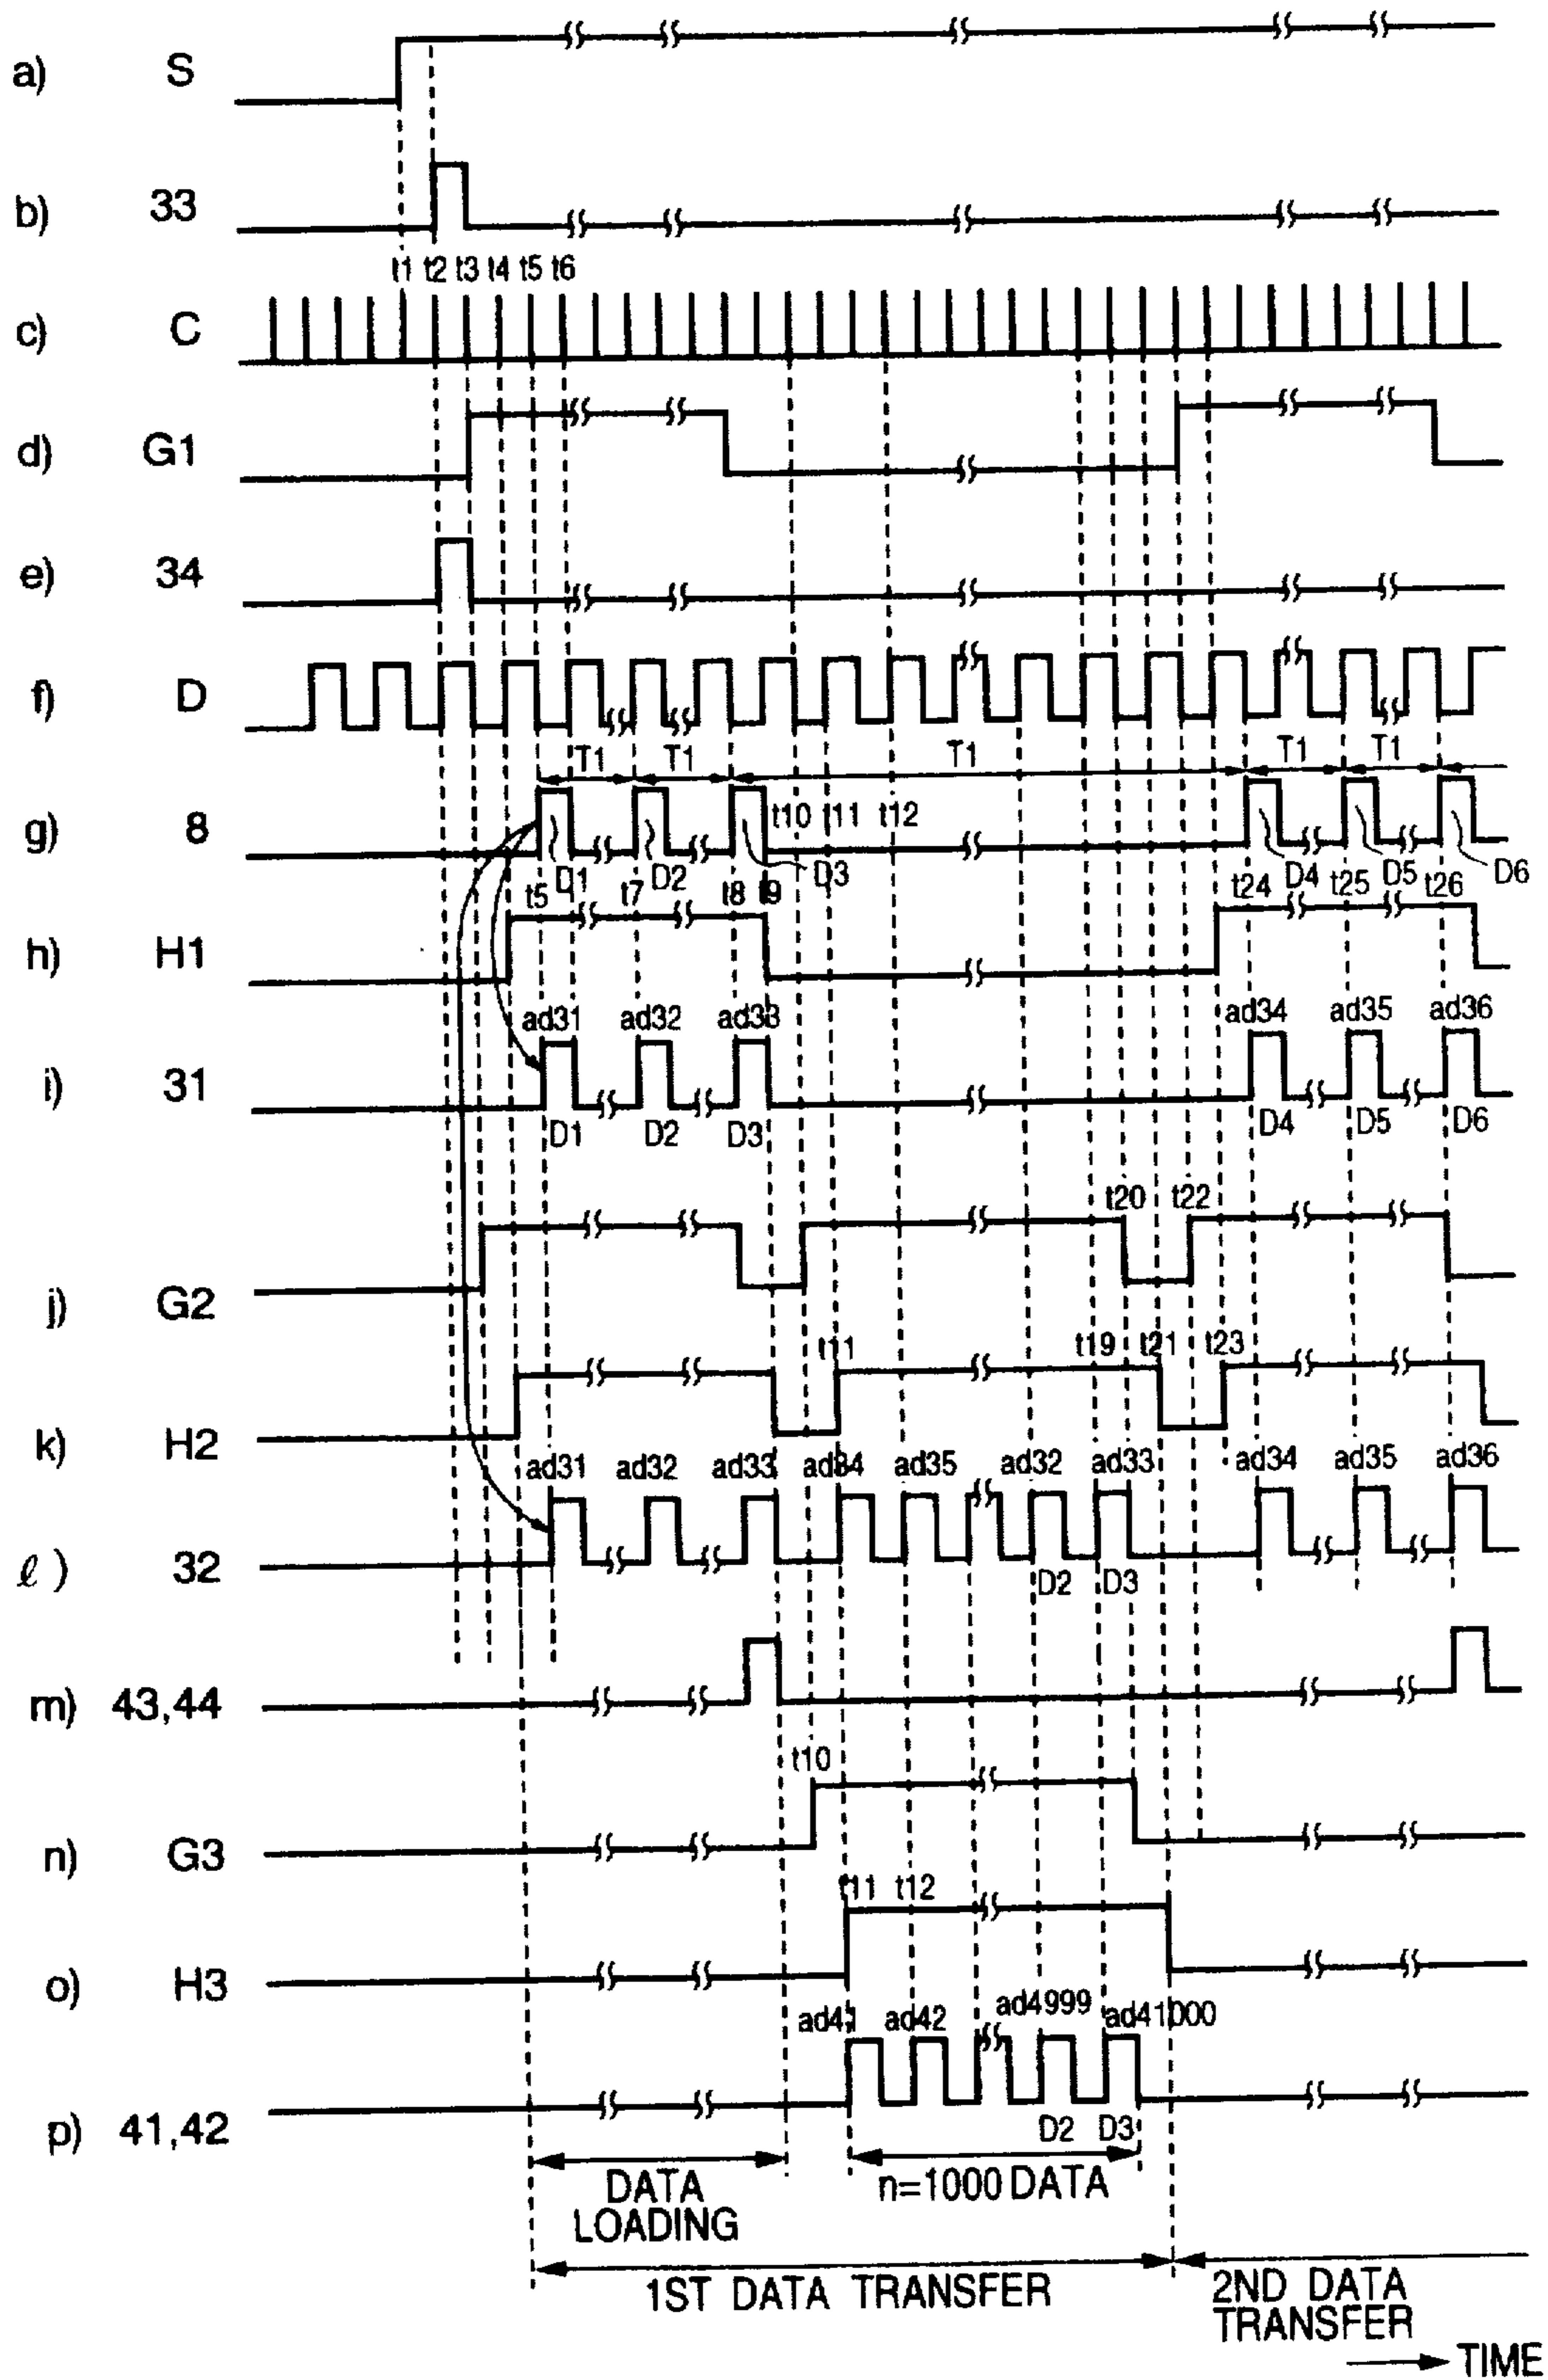 a) S
b) 33
t1 t2 t3 t4 t5 t6
c) C
d) G1
e) 34
f) D
T1 T1 T1 T1 T1
g) 8
t10 t11 t12
D1 D2 D3 D4 D5 D6
t5 t7 t8 t9 t24 t25 t26
h) H1
ad31 ad32 ad33 ad34 ad35 ad36
i) 31
D1 D2 D3 D4 D5 D6
t20 t22
j) G2
t11 t19 t21 t23
k) H2
ad31 ad32 ad33 ad34 ad35 ad32 ad33 ad34 ad35 ad36
ℓ) 32
D2 D3
m) 43,44
t10
n) G3
t11 t12
o) H3
ad41 ad42 ad4999 ad41000
p) 41,42
D2 D3
DATA
LOADING
n=1000 DATA
1ST DATA TRANSFER
2ND DATA
TRANSFER
TIME